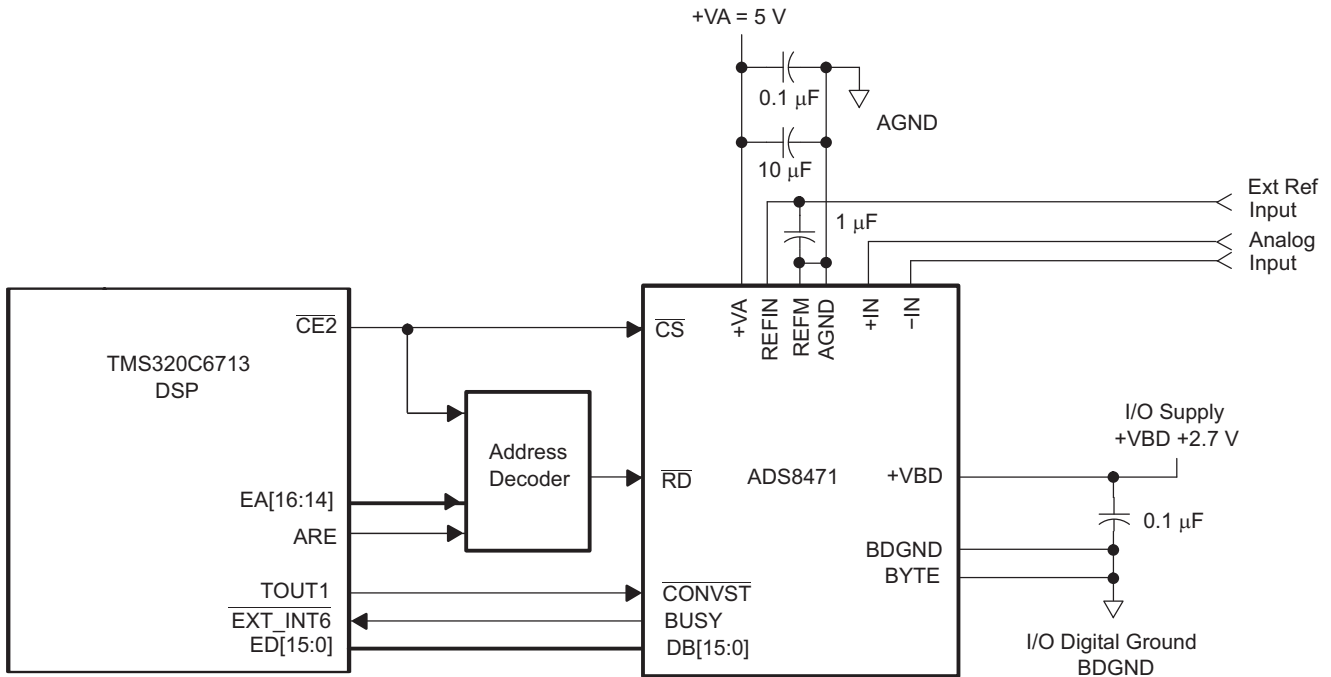 +VA = 5 V
0.1 μF
AGND
10 μF
1 μF
Ext Ref
Input
Analog
Input
CE2
TMS320C6713
DSP
EA[16:14]
ARE
TOUT1
EXT_INT6
ED[15:0]
Address
Decoder
CS
+VA
REFIN
REFM
AGND
+IN
−IN
RD
ADS8471
+VBD
BDGND
BYTE
CONVST
BUSY
DB[15:0]
I/O Supply
+VBD +2.7 V
0.1 μF
I/O Digital Ground
BDGND